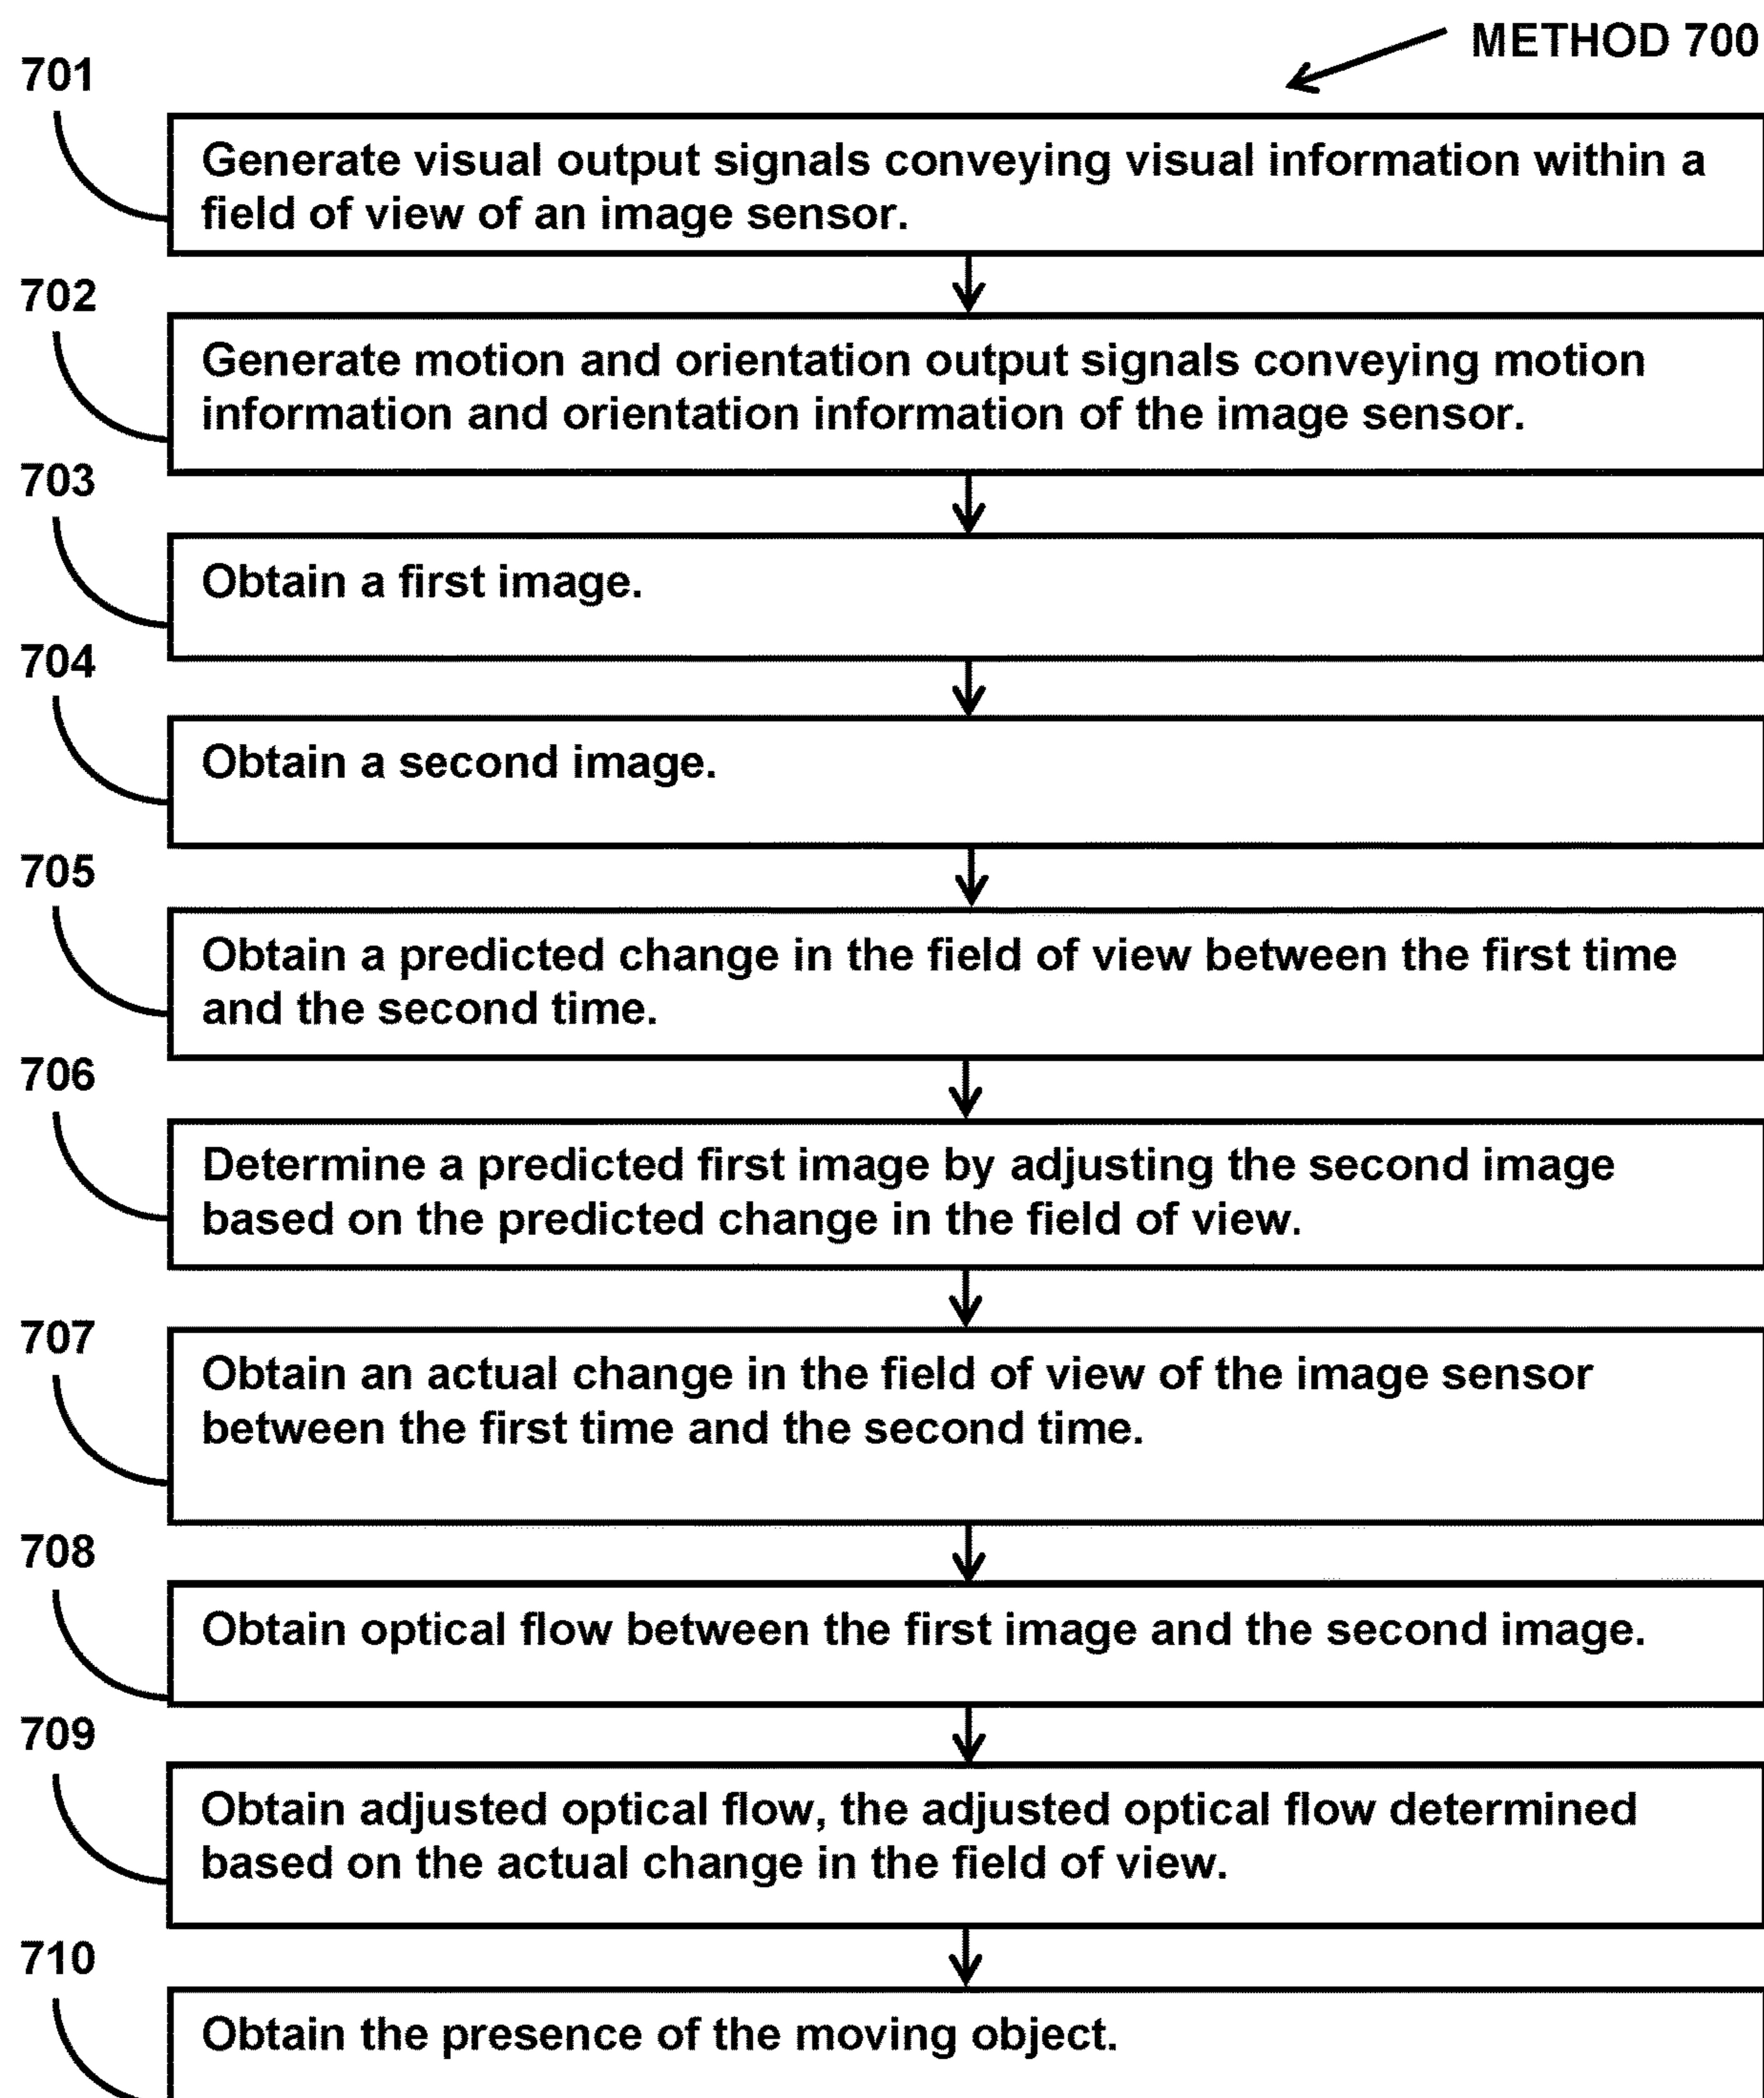 METHOD 700
701
Generate visual output signals conveying visual information within a
field of view of an image sensor.
702
Generate motion and orientation output signals conveying motion
information and orientation information of the image sensor.
703
Obtain a first image.
704
Obtain a second image.
705
Obtain a predicted change in the field of view between the first time
and the second time.
706
Determine a predicted first image by adjusting the second image
based on the predicted change in the field of view.
707
Obtain an actual change in the field of view of the image sensor
between the first time and the second time.
708
Obtain optical flow between the first image and the second image.
709
Obtain adjusted optical flow, the adjusted optical flow determined
based on the actual change in the field of view.
710
Obtain the presence of the moving object.